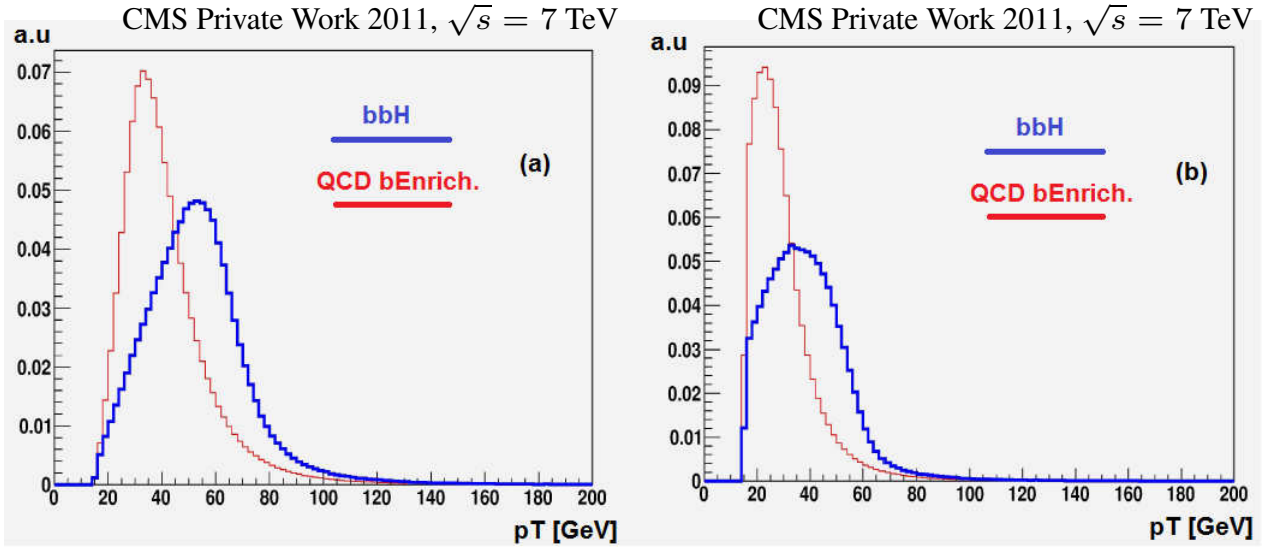 CMS Private Work 2011, √s = 7 TeV
a.u
0.07
0.06
0.05
0.04
0.03
0.02
0.01
0
bbH
QCD bEnrich.
(a)
0 20 40 60 80 100 120 140 160 180 200
pT [GeV]
CMS Private Work 2011, √s = 7 TeV
a.u
0.09
0.08
0.07
0.06
0.05
0.04
0.03
0.02
0.01
0
bbH
QCD bEnrich.
(b)
0 20 40 60 80 100 120 140 160 180 200
pT [GeV]